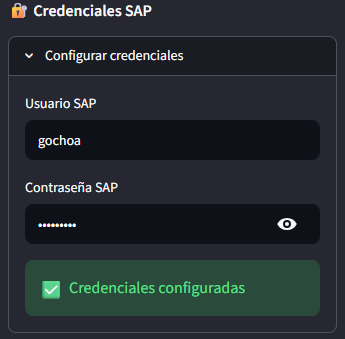 Credenciales SAP
Configurar credenciales
Usuario SAP
gochoa
Contraseña SAP
•••••••••
Credenciales configuradas